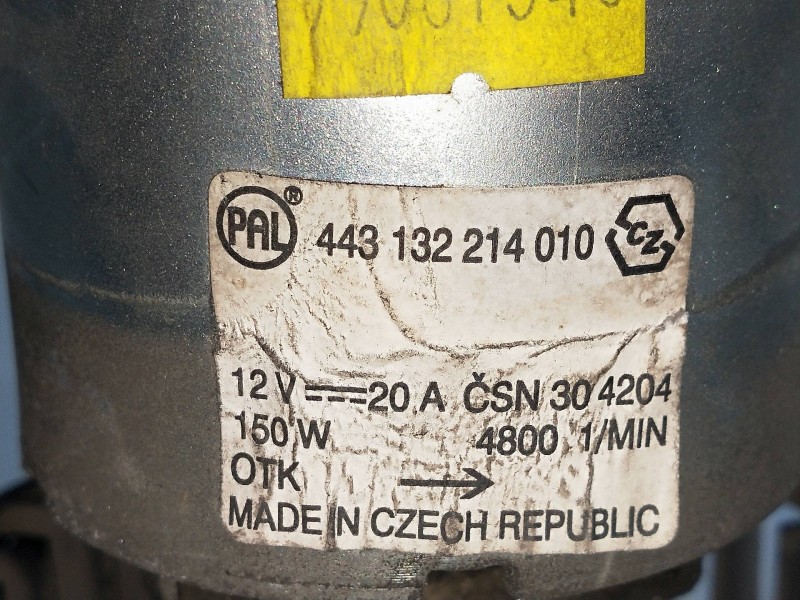 PAL ® 443 132 214 010 CZ
12 V 20 A ČSN 30 4204
150 W 4800 1/MIN
OTK
MADE IN CZECH REPUBLIC